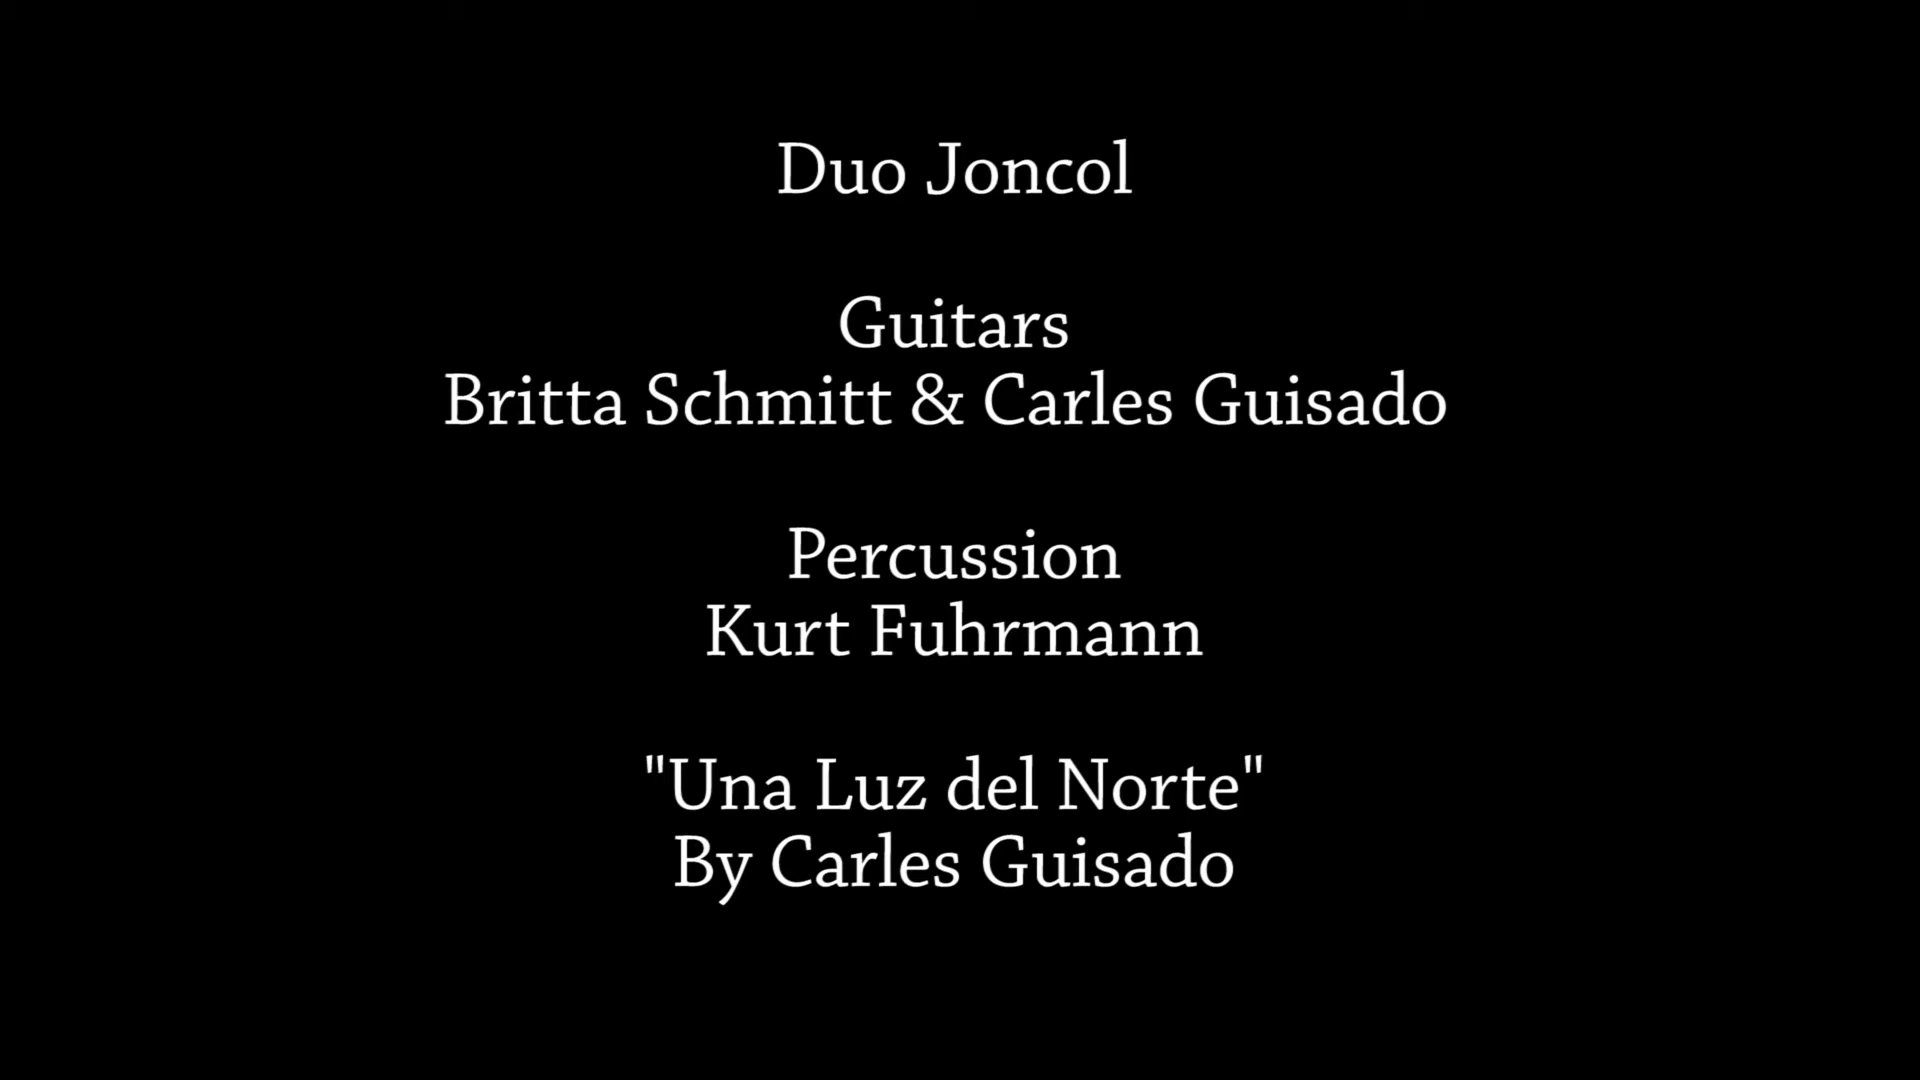 Duo Joncol
Guitars
Britta Schmitt & Carles Guisado
Percussion
Kurt Fuhrmann
"Una Luz del Norte"
By Carles Guisado